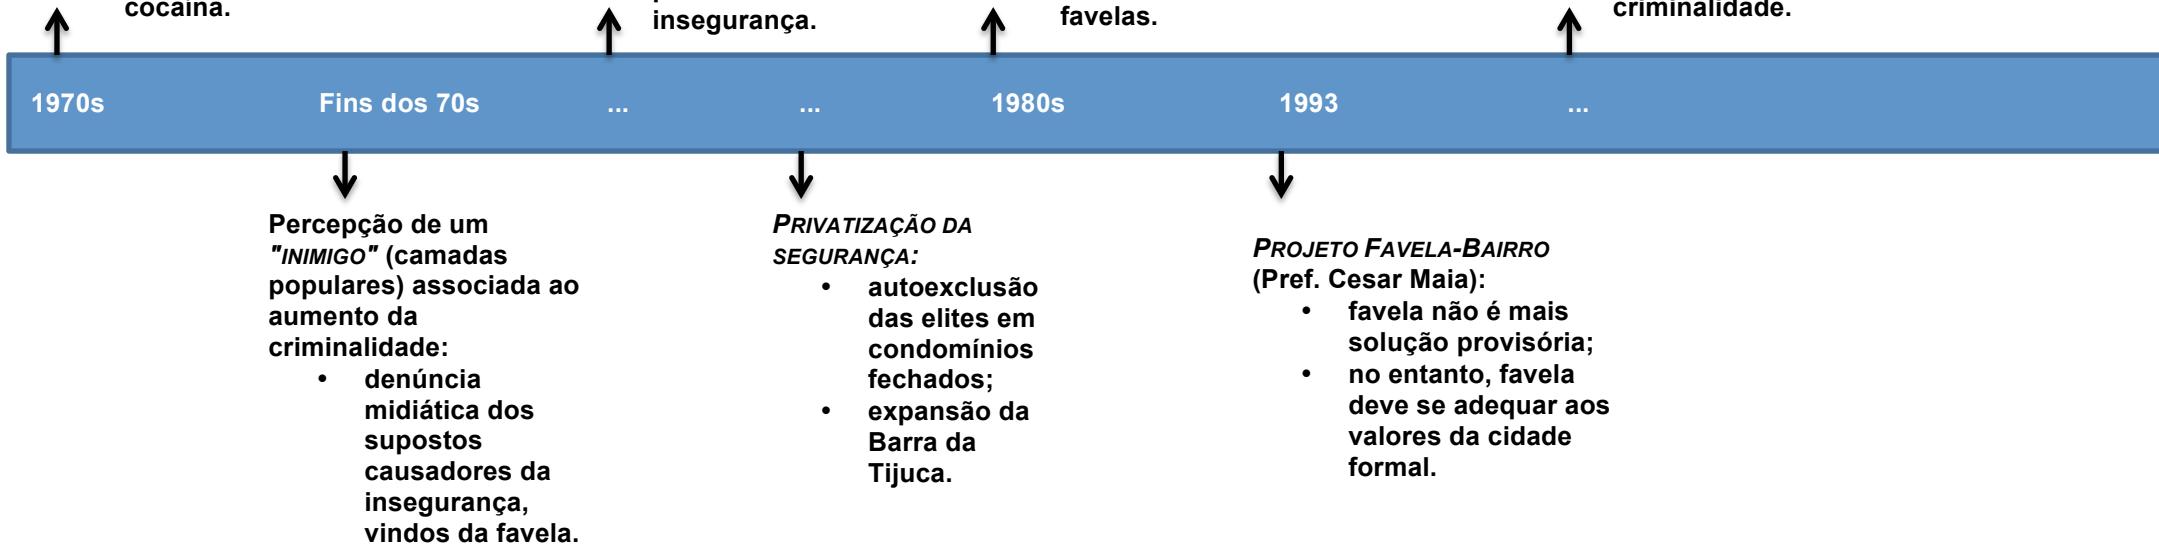 cocaína.
insegurança.
favelas.
criminalidade.
1970s
Fins dos 70s
...
...
1980s
1993
...
Percepção de um
"INIMIGO" (camadas
populares) associada ao
aumento da
criminalidade:
• denúncia
midiática dos
supostos
causadores da
insegurança,
vindos da favela.
PRIVATIZAÇÃO DA
SEGURANÇA:
• autoexclusão
das elites em
condomínios
fechados;
• expansão da
Barra da
Tijuca.
PROJETO FAVELA-BAIRRO
(Pref. Cesar Maia):
• favela não é mais
solução provisória;
• no entanto, favela
deve se adequar aos
valores da cidade
formal.